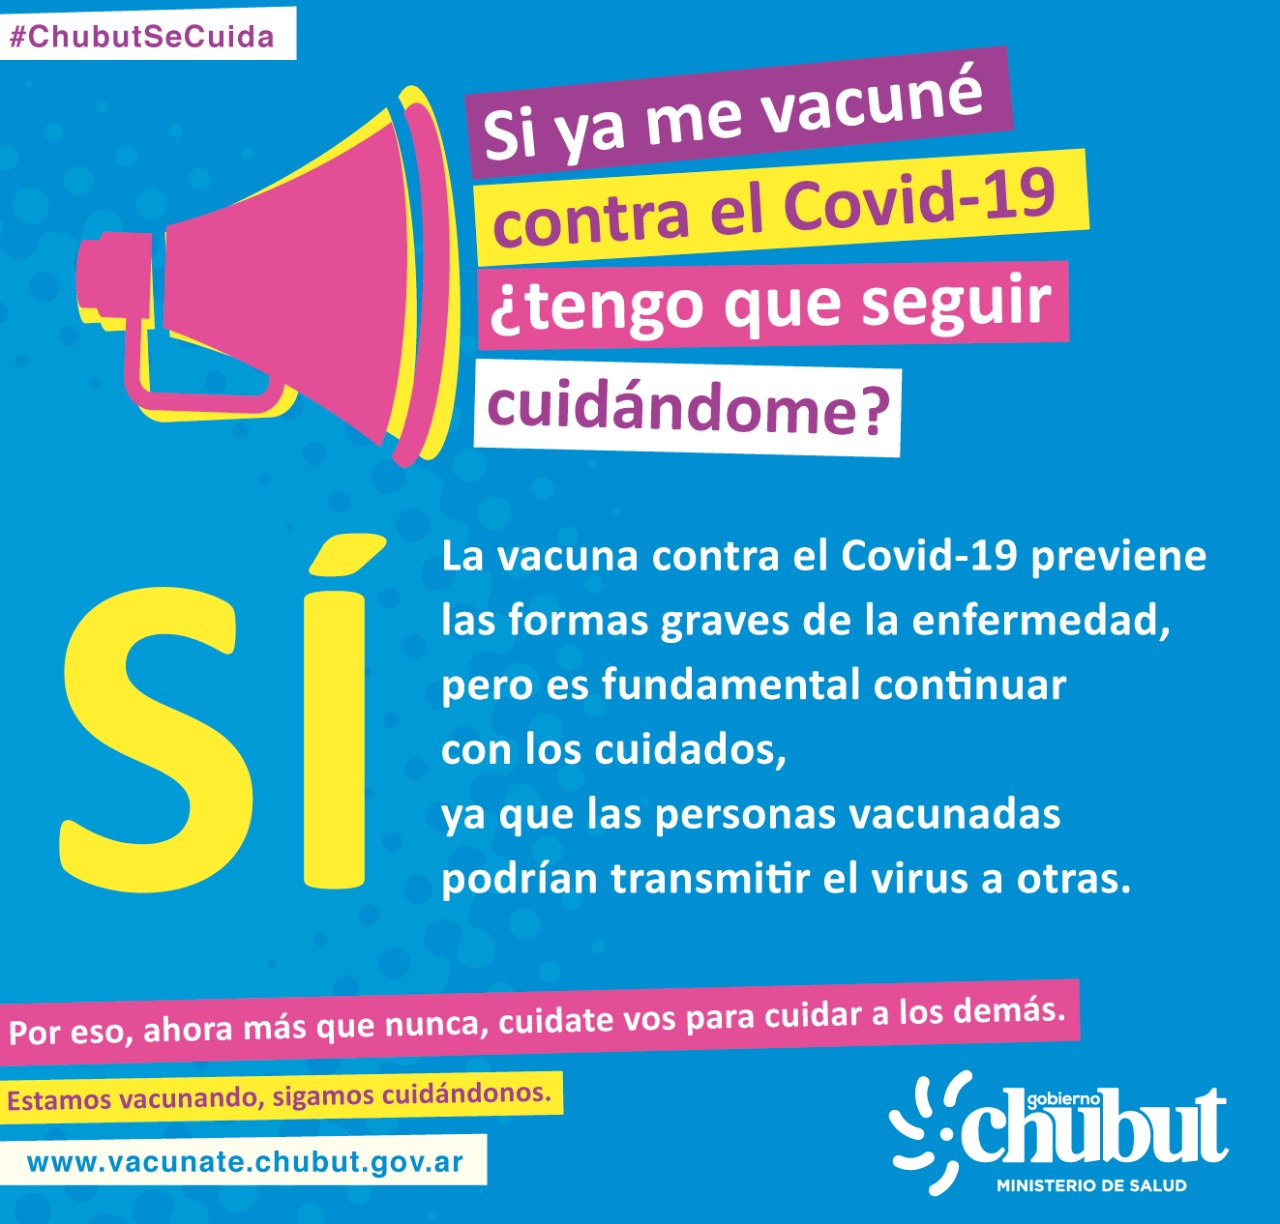 #ChubutSeCuida
Si ya me vacuné
contra el Covid-19
¿tengo que seguir
cuidándome?
SÍ
La vacuna contra el Covid-19 previene
las formas graves de la enfermedad,
pero es fundamental continuar
con los cuidados,
ya que las personas vacunadas
podrían transmitir el virus a otras.
Por eso, ahora más que nunca, cuidate vos para cuidar a los demás.
Estamos vacunando, sigamos cuidándonos.
www.vacunate.chubut.gov.ar
gobierno
chubut
MINISTERIO DE SALUD